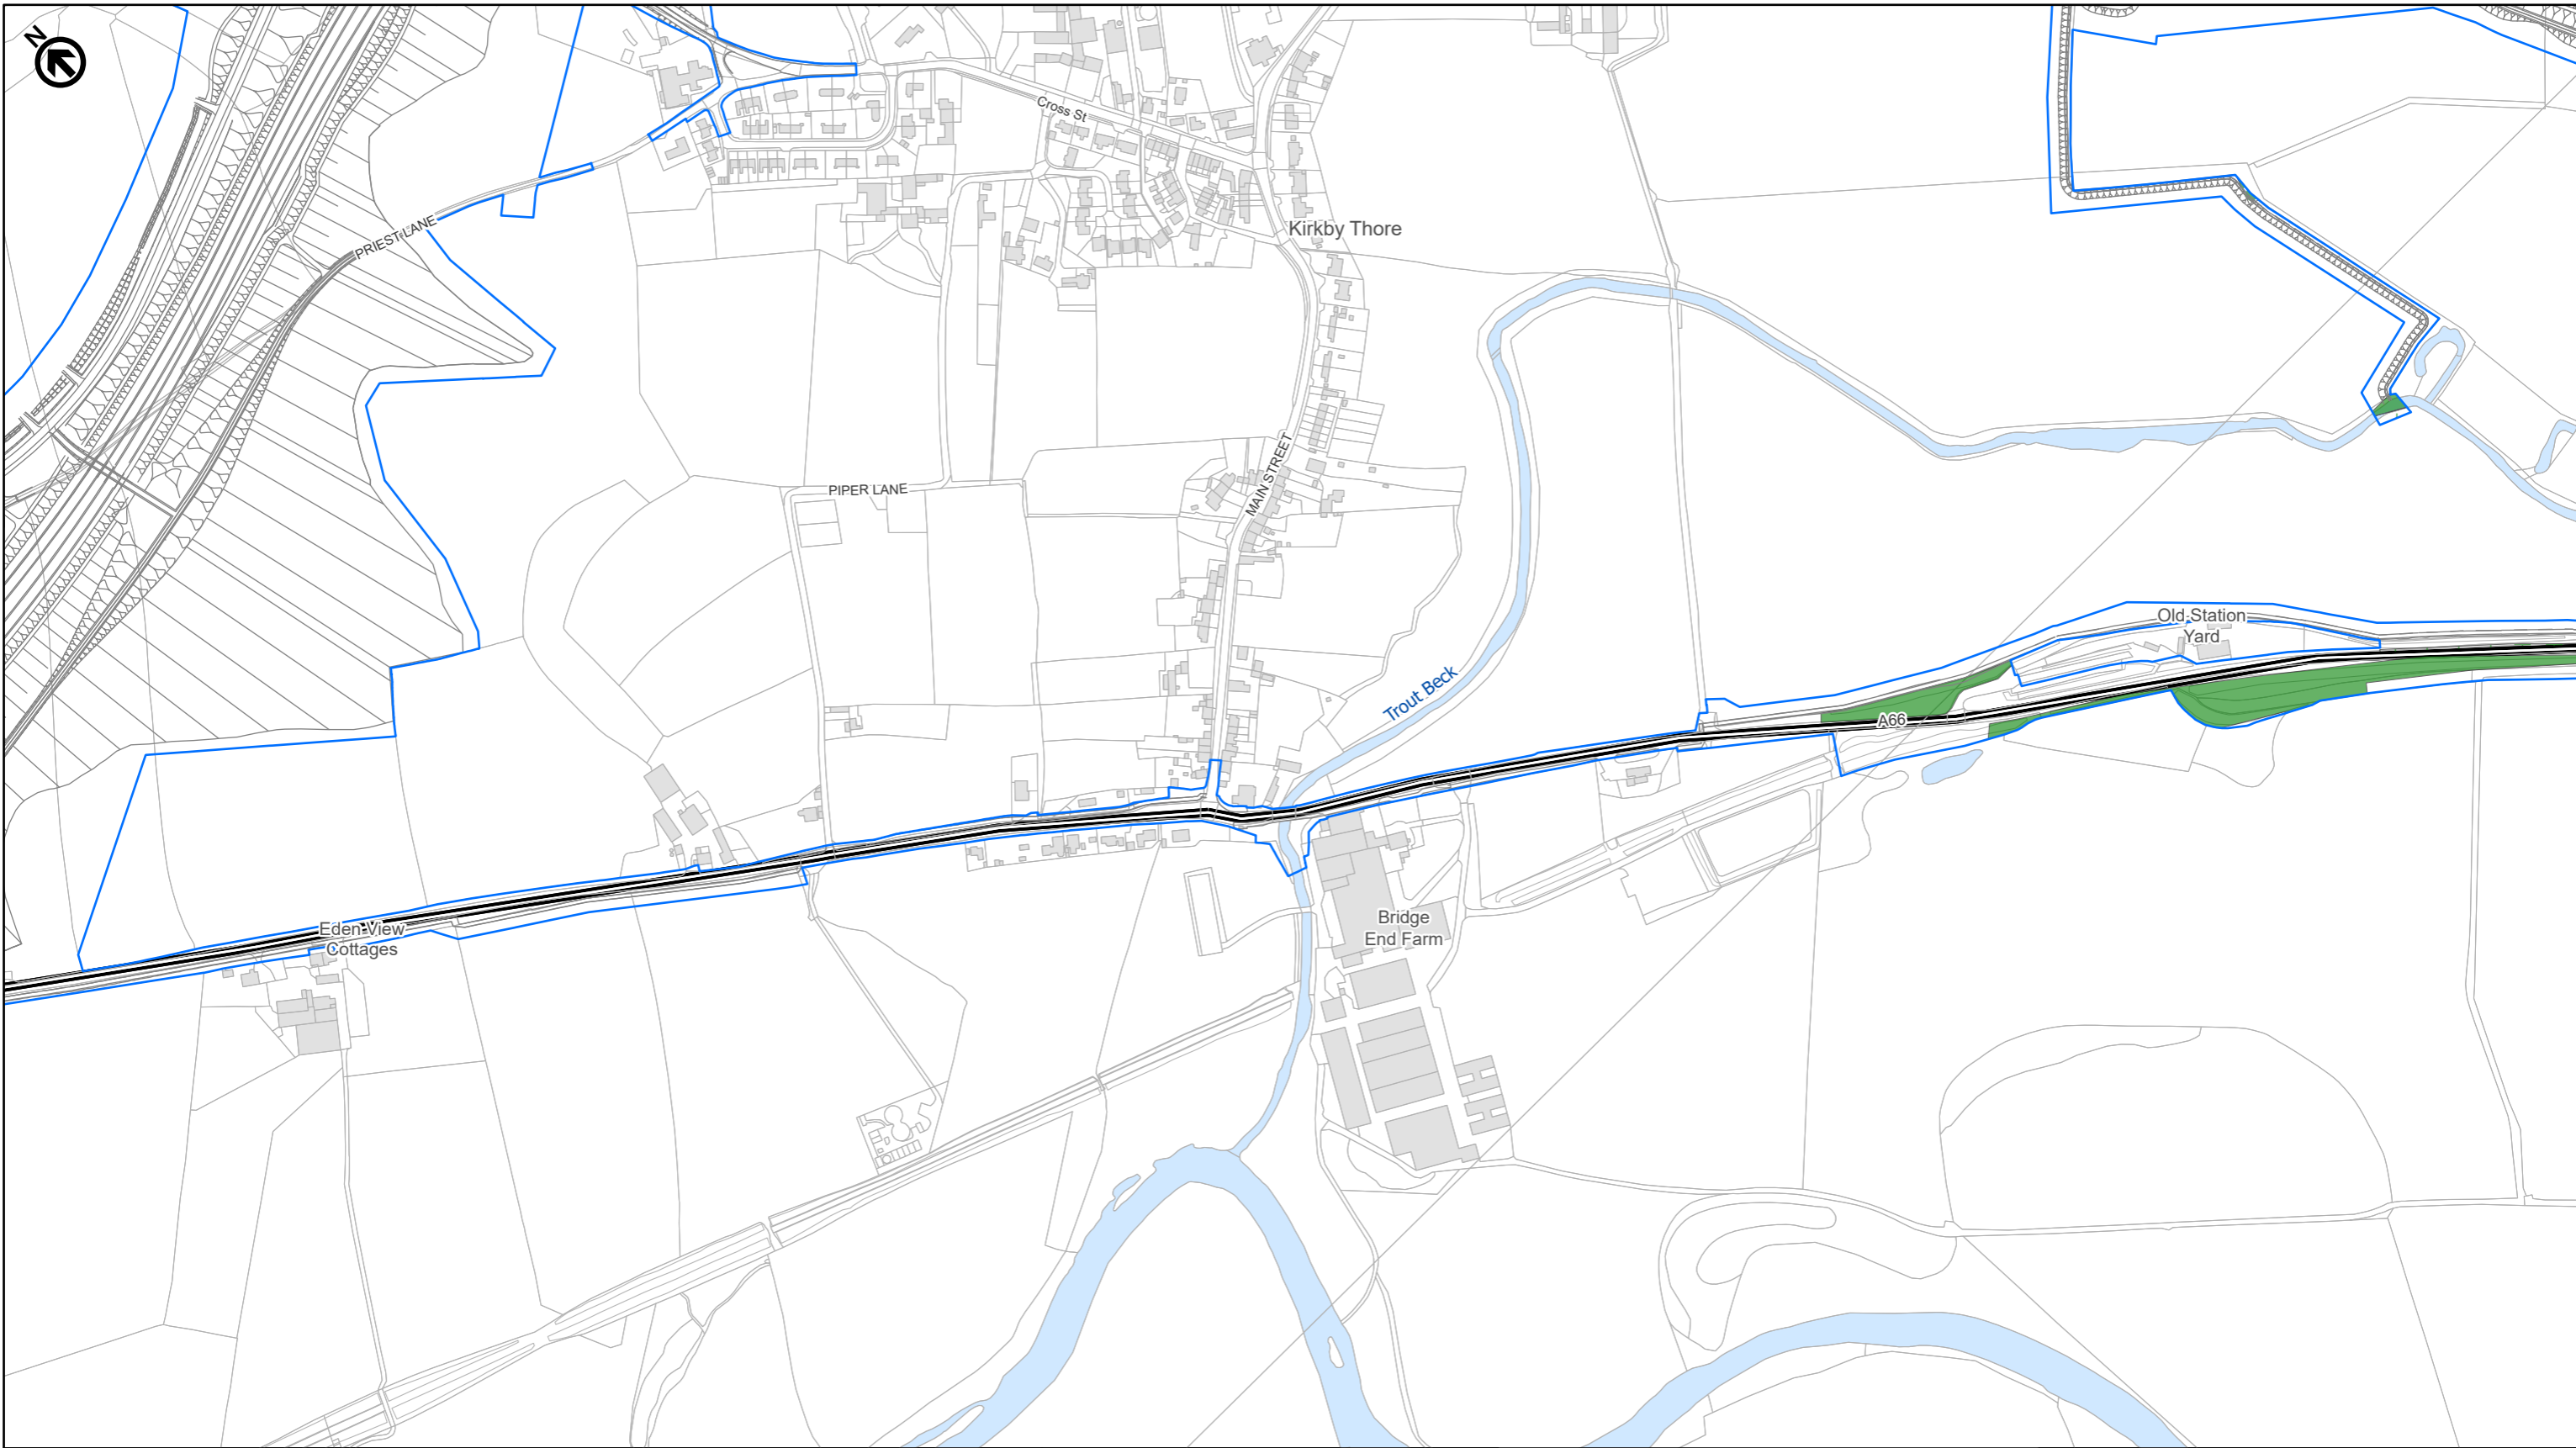 N
Cross St
PRIEST LANE
Kirkby Thore
MAIN STREET
PIPER LANE
Old Station
Yard
Trout Beck
A66
Eden View
Cottages
Bridge
End Farm